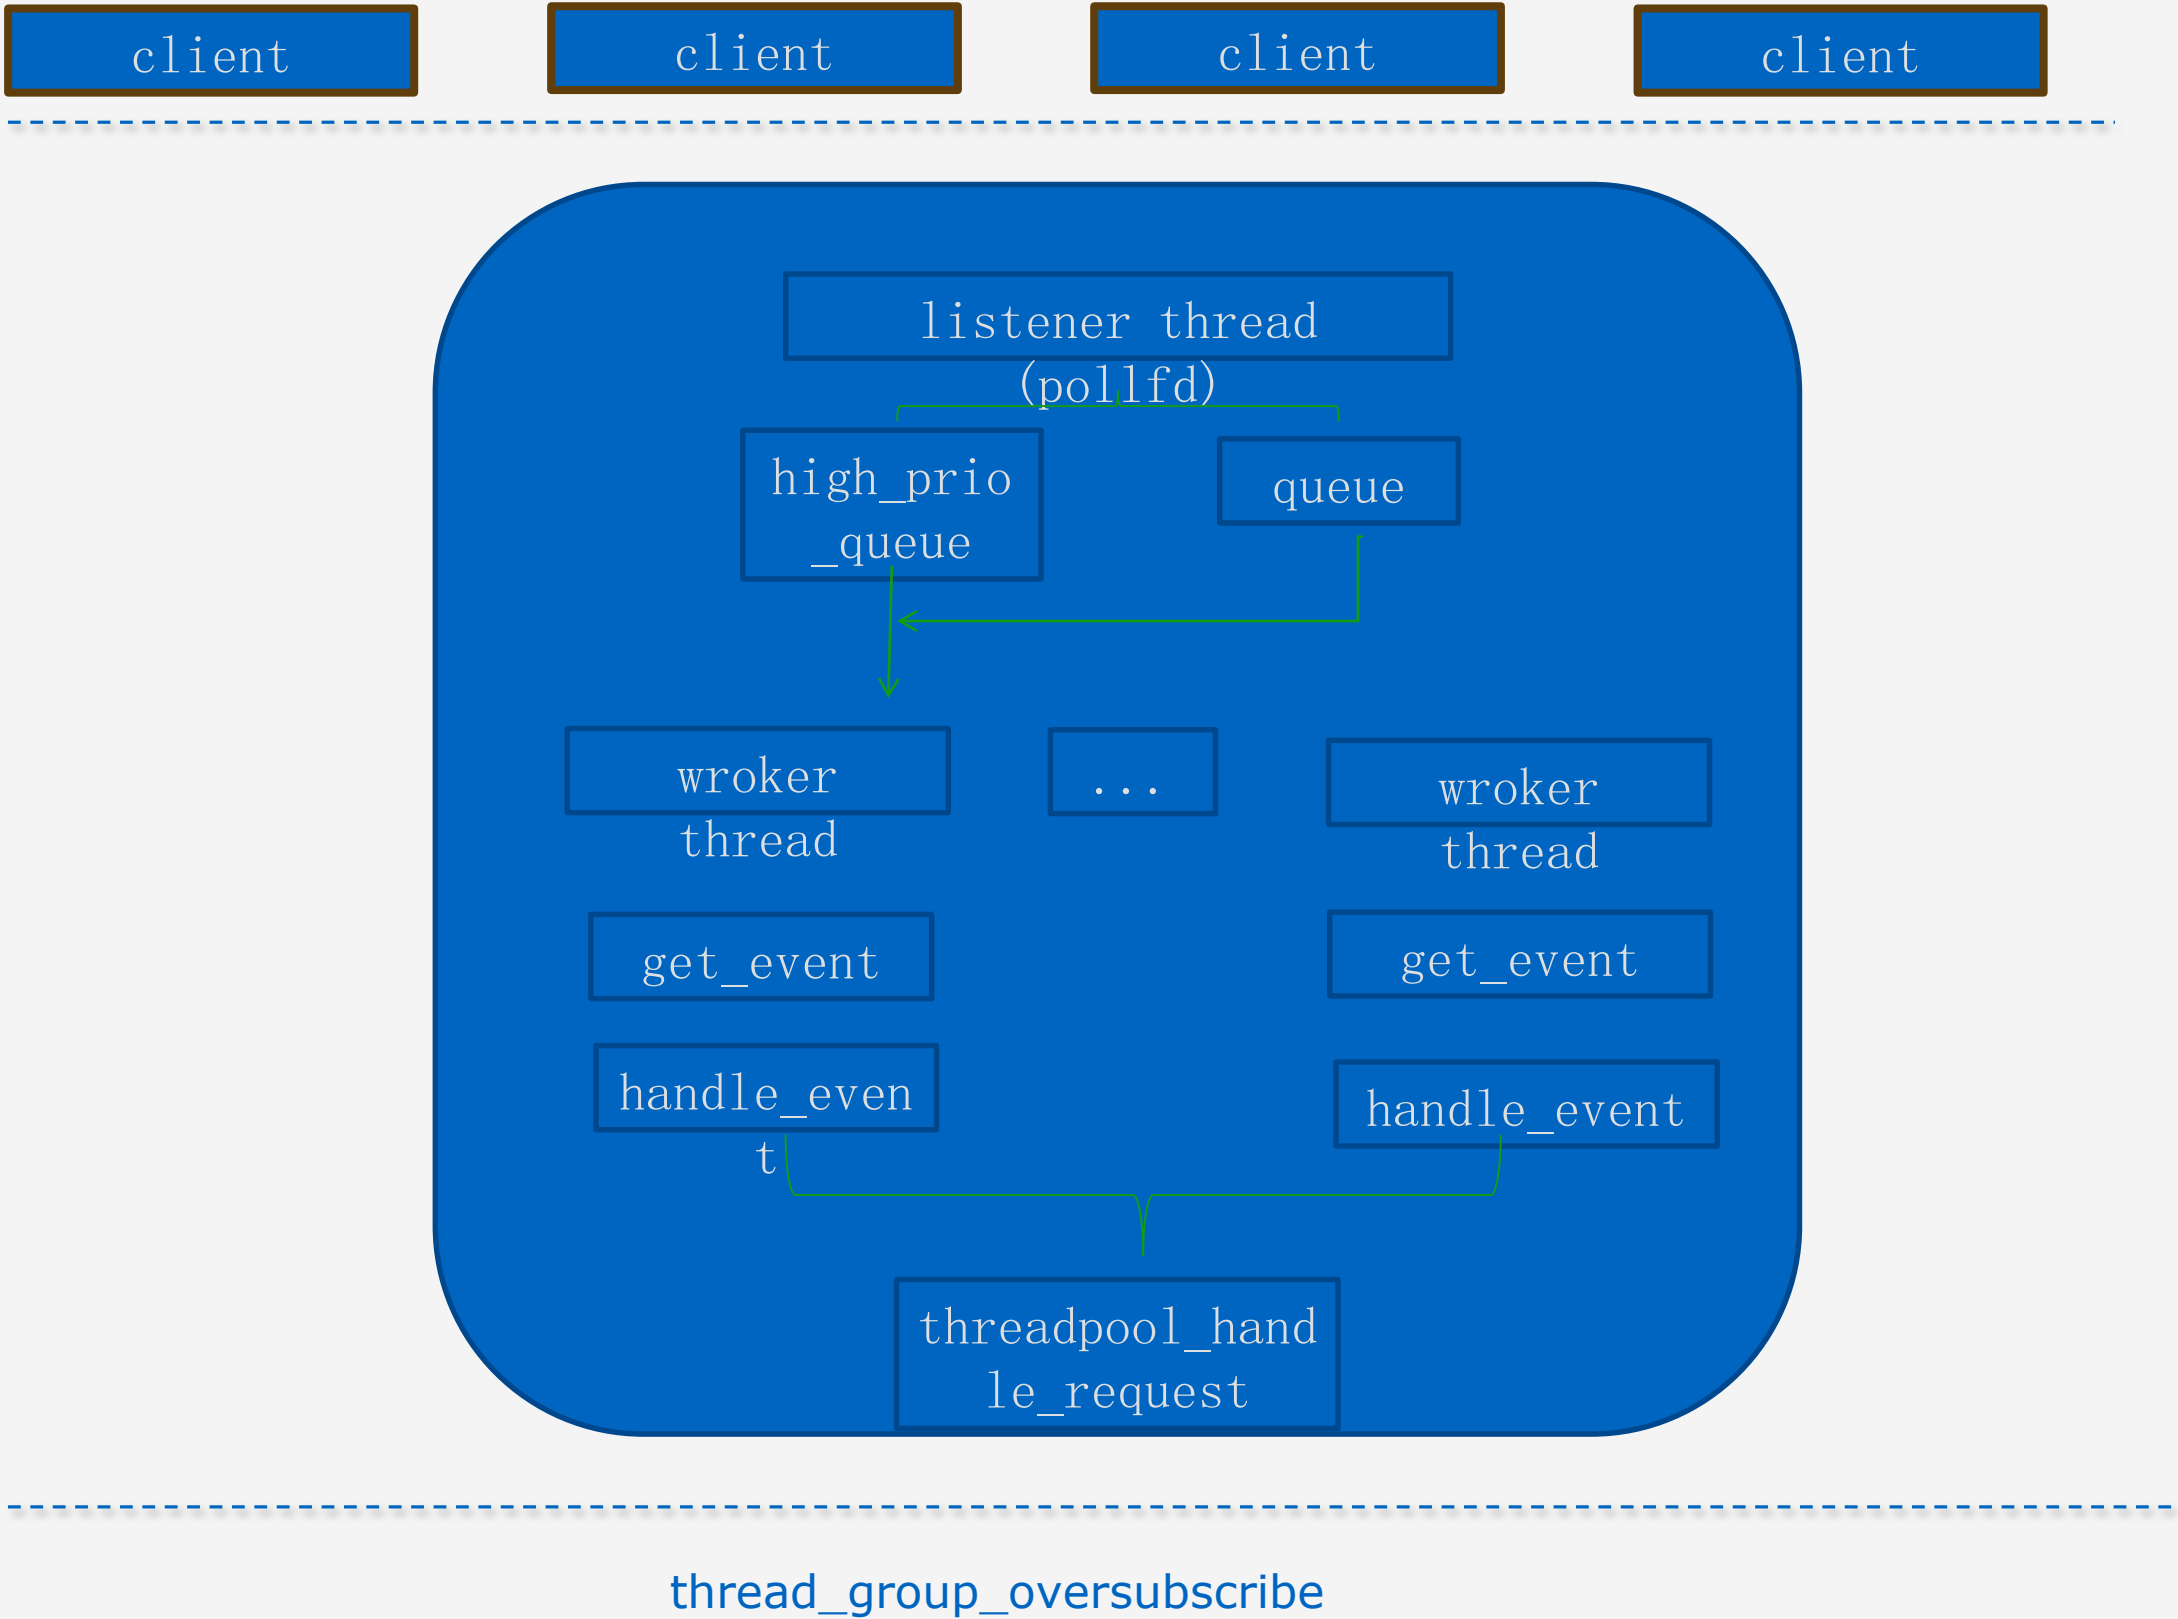 client
client
client
client
listener thread
(pollfd)
high_prio
_queue
queue
wroker
thread
...
wroker
thread
get_event
get_event
handle_even
t
handle_event
threadpool_hand
le_request
thread_group_oversubscribe